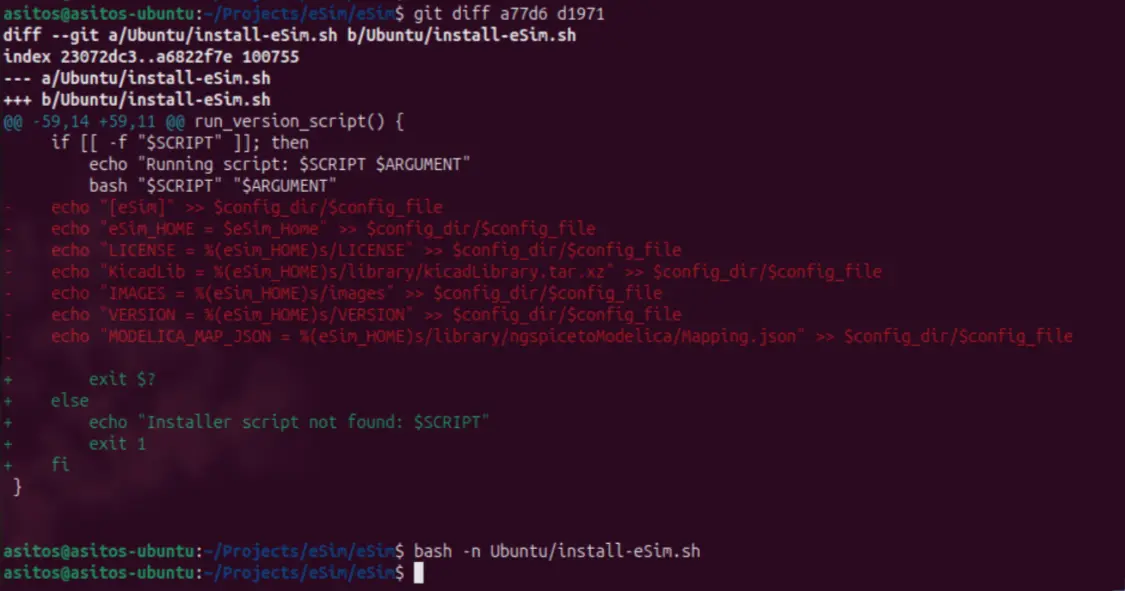 asitos@asitos-ubuntu:~/Projects/eSim/eSim$ git diff a77d6 d1971
diff --git a/Ubuntu/install-eSim.sh b/Ubuntu/install-eSim.sh
index 23072dc3..a6822f7e 100755
--- a/Ubuntu/install-eSim.sh
+++ b/Ubuntu/install-eSim.sh
@@ -59,14 +59,11 @@ run_version_script() {
     if [[ -f "$SCRIPT" ]]; then
         echo "Running script: $SCRIPT $ARGUMENT"
         bash "$SCRIPT" "$ARGUMENT"
-    echo "[eSim]" >> $config_dir/$config_file
-    echo "eSim_HOME = $eSim_Home" >> $config_dir/$config_file
-    echo "LICENSE = %(eSim_HOME)s/LICENSE" >> $config_dir/$config_file
-    echo "KicadLib = %(eSim_HOME)s/library/kicadLibrary.tar.xz" >> $config_dir/$config_file
-    echo "IMAGES = %(eSim_HOME)s/images" >> $config_dir/$config_file
-    echo "VERSION = %(eSim_HOME)s/VERSION" >> $config_dir/$config_file
-    echo "MODELICA_MAP_JSON = %(eSim_HOME)s/library/ngspicetoModelica/Mapping.json" >> $config_dir/$config_file
-
+        exit $?
+    else
+        echo "Installer script not found: $SCRIPT"
+        exit 1
+    fi
 }
asitos@asitos-ubuntu:~/Projects/eSim/eSim$ bash -n Ubuntu/install-eSim.sh
asitos@asitos-ubuntu:~/Projects/eSim/eSim$